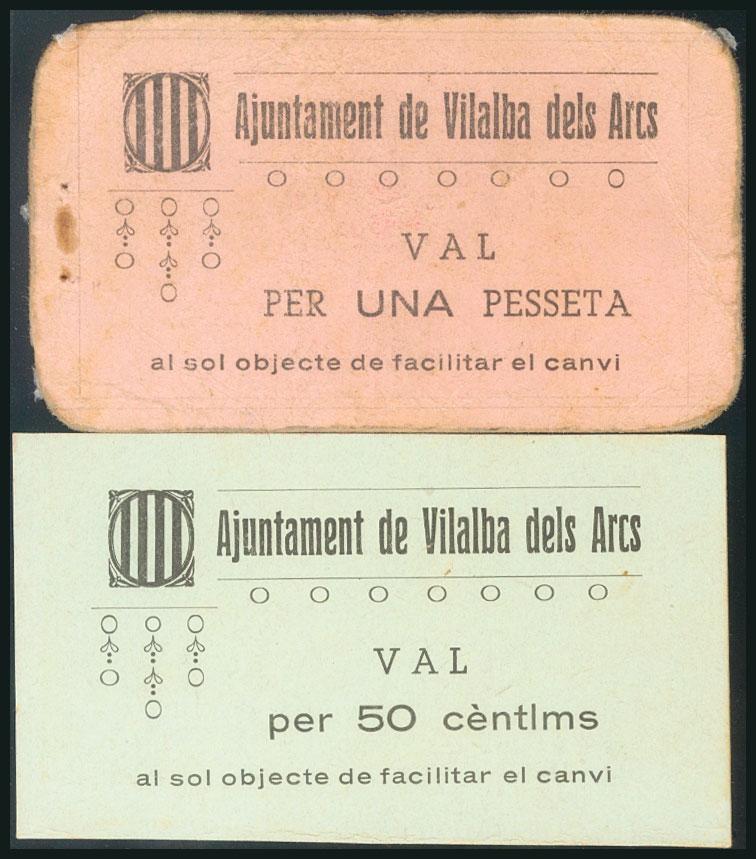 Ajuntament de Vilalba dels Arcs
VAL
PER UNA PESSETA
al sol objecte de facilitar el canvi
Ajuntament de Vilalba dels Arcs
VAL
per 50 cèntlms
al sol objecte de facilitar el canvi